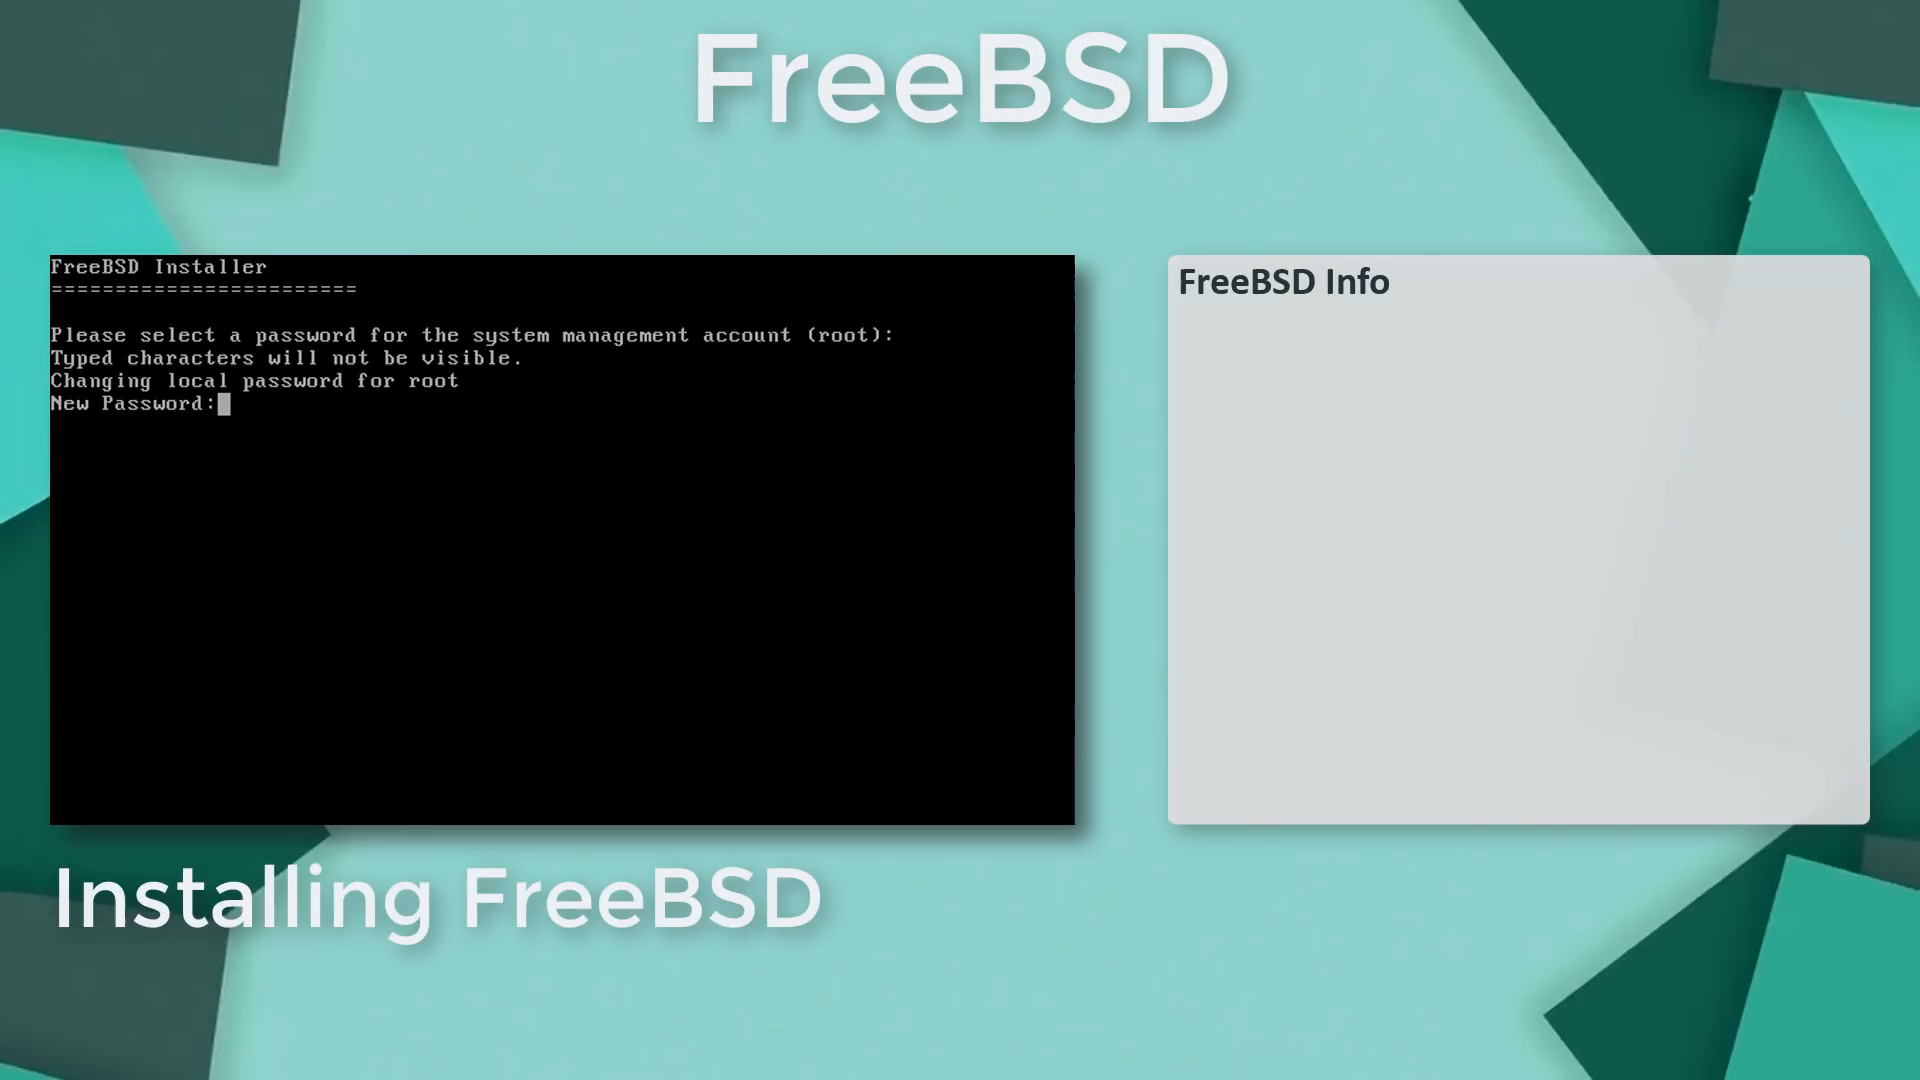 FreeBSD
FreeBSD Installer
========================
Please select a password for the system management account (root):
Typed characters will not be visible.
Changing local password for root
New Password:
FreeBSD Info
Installing FreeBSD